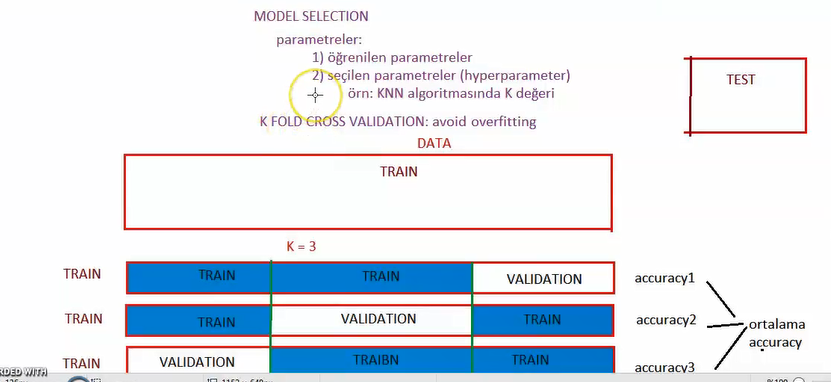 MODEL SELECTION
parametreler:
1) öğrenilen parametreler
2) seçilen parametreler (hyperparameter)
örn: KNN algoritmasında K değeri
K FOLD CROSS VALIDATION: avoid overfitting
TEST
DATA
TRAIN
K = 3
TRAIN TRAIN TRAIN VALIDATION accuracy1
TRAIN TRAIN VALIDATION TRAIN accuracy2
ortalama
accuracy
TRAIN VALIDATION TRAIBN TRAIN accuracy3
RDED WITH